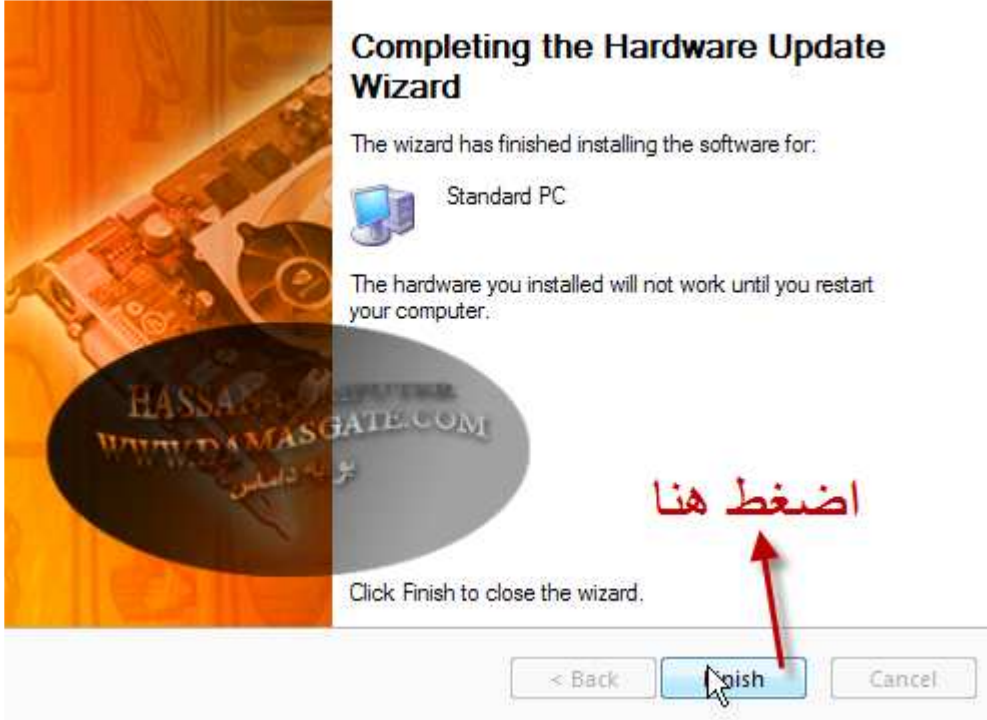 Completing the Hardware Update
Wizard
The wizard has finished installing the software for:
Standard PC
The hardware you installed will not work until you restart
your computer.
HASSAN
WWW.DAMASGATE.COM
اضغط هنا
Click Finish to close the wizard.
< Back Finish Cancel